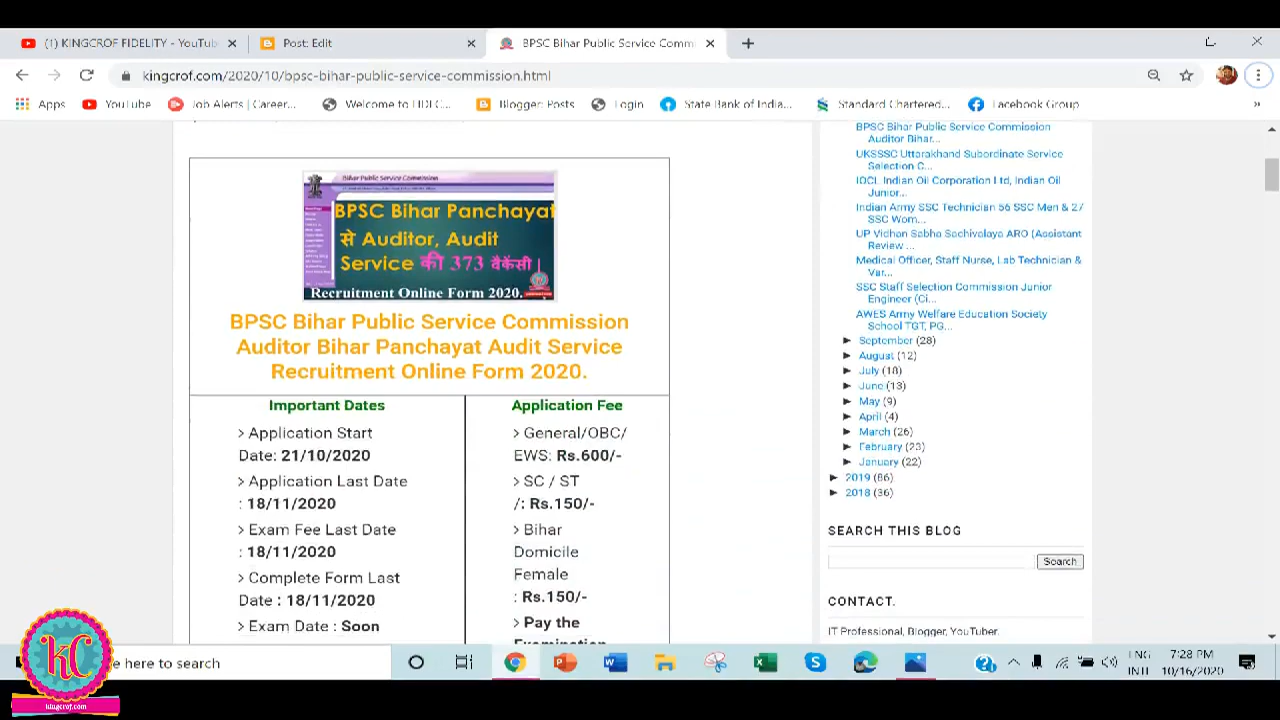 (1) KINGCROF FIDELITY - YouTub
Post: Edit
BPSC Bihar Public Service Commi
kingcrof.com/2020/10/bpsc-bihar-public-service-commission.html
Apps
YouTube
Job Alerts | Career...
Welcome to HDFC...
Blogger: Posts
Login
State Bank of India...
Standard Chartered...
Facebook Group
»
Bihar Public Service Commission
BPSC Bihar Panchayat
से Auditor, Audit
Service की 373 वैकेंसी |
Recruitment Online Form 2020.
BPSC Bihar Public Service Commission
Auditor Bihar Panchayat Audit Service
Recruitment Online Form 2020.
Important Dates
> Application Start
Date: 21/10/2020
> Application Last Date
: 18/11/2020
> Exam Fee Last Date
: 18/11/2020
> Complete Form Last
Date : 18/11/2020
> Exam Date : Soon
Application Fee
> General/OBC/
EWS: Rs.600/-
> SC / ST
/: Rs.150/-
> Bihar
Domicile
Female
: Rs.150/-
> Pay the
Examination
BPSC Bihar Public Service Commission
Auditor Bihar...
UKSSSC Uttarakhand Subordinate Service
Selection C...
IOCL Indian Oil Corporation Ltd, Indian Oil
Junior...
Indian Army SSC Technician 56 SSC Men & 27
SSC Wom...
UP Vidhan Sabha Sachivalaya ARO (Assistant
Review ...
Medical Officer, Staff Nurse, Lab Technician &
Var...
SSC Staff Selection Commission Junior
Engineer (Ci...
AWES Army Welfare Education Society
School TGT, PG...
► September (28)
► August (12)
► July (18)
► June (13)
► May (9)
► April (4)
► March (26)
► February (23)
► January (22)
► 2019 (86)
► 2018 (36)
SEARCH THIS BLOG
Search
CONTACT.
IT Professional, Blogger, YouTuber.
here to search
ENG
INTL
7:28 PM
10/16/2020
KC
kingcrof.com